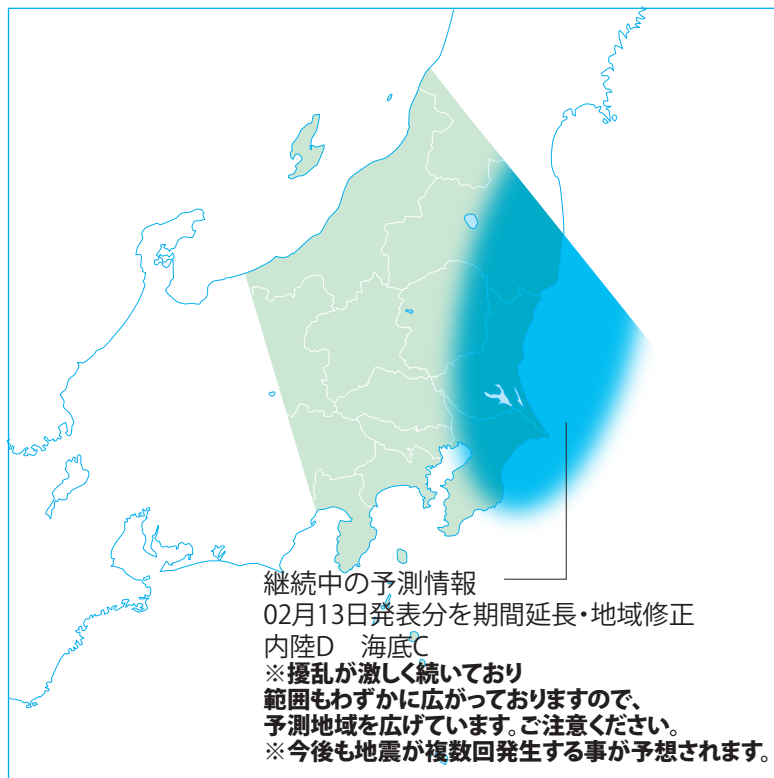 継続中の予測情報
02月13日発表分を期間延長・地域修正
内陸D　海底C
※擾乱が激しく続いており
範囲もわずかに広がっておりますので、
予測地域を広げています。ご注意ください。
※今後も地震が複数回発生する事が予想されます。